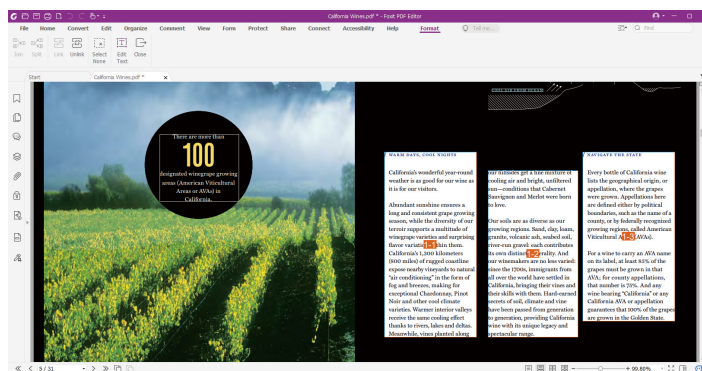 California Wines.pdf * - Foxit PDF Editor
File Home Convert Edit Organize Comment View Form Protect Share Connect Accessibility Help Format Tell me... Find
Join Split Link Unlink Select None Edit Text Close
Start California Wines.pdf *
There are more than
100
designated winegrape growing
areas (American Viticultural
Areas or AVAs) in
California.
WARM DAYS, COOL NIGHTS
California's wonderful year-round
weather is as good for our wine as
it is for our visitors.
Abundant sunshine ensures a
long and consistent grape growing
season, while the diversity of our
terroir supports a multitude of
winegrape varieties and surprising
flavor variatio 1-1 thin them.
California's 1,200 kilometers
(800 miles) of rugged coastline
expose nearby vineyards to natural
"air conditioning" in the form of
fog and breezes, making for
exceptional Chardonnay, Pinot
Noir and other cool climate
varieties. Warmer interior valleys
receive the same cooling effect
thanks to rivers, lakes and deltas.
Meanwhile, vines planted along
our hillsides get a fine mixture of
cooling air and bright, unfiltered
sun—conditions that Cabernet
Sauvignon and Merlot were born
to love.
Our soils are as diverse as our
growing regions. Sand, clay, loam,
granite, volcanic ash, seabed soil,
river-run gravel: each contributes
its own distinct 1-2 erality. And
our winemakers are no less varied:
since the 1700s, immigrants from
all over the world have settled in
California, bringing their vines and
their skills with them. Hard-earned
secrets of soil, climate and vine
have been passed from generation
to generation, providing California
wine with its unique legacy and
spectacular range.
NAVIGATE THE STATE
Every bottle of California wine
lists the geographical origin, or
appellation, where the grapes
were grown. Appellations here
are defined either by political
boundaries, such as the name of a
county, or by federally recognized
growing regions, called American
Viticultural A 1-3 (AVAs).
For a wine to carry an AVA name
on its label, at least 85% of the
grapes must be grown in that
AVA; for county appellations,
that number is 75%. And any
wine bearing "California" or any
California AVA or appellation
guarantees that 100% of the grapes
are grown in the Golden State.
5 / 31
99.80%